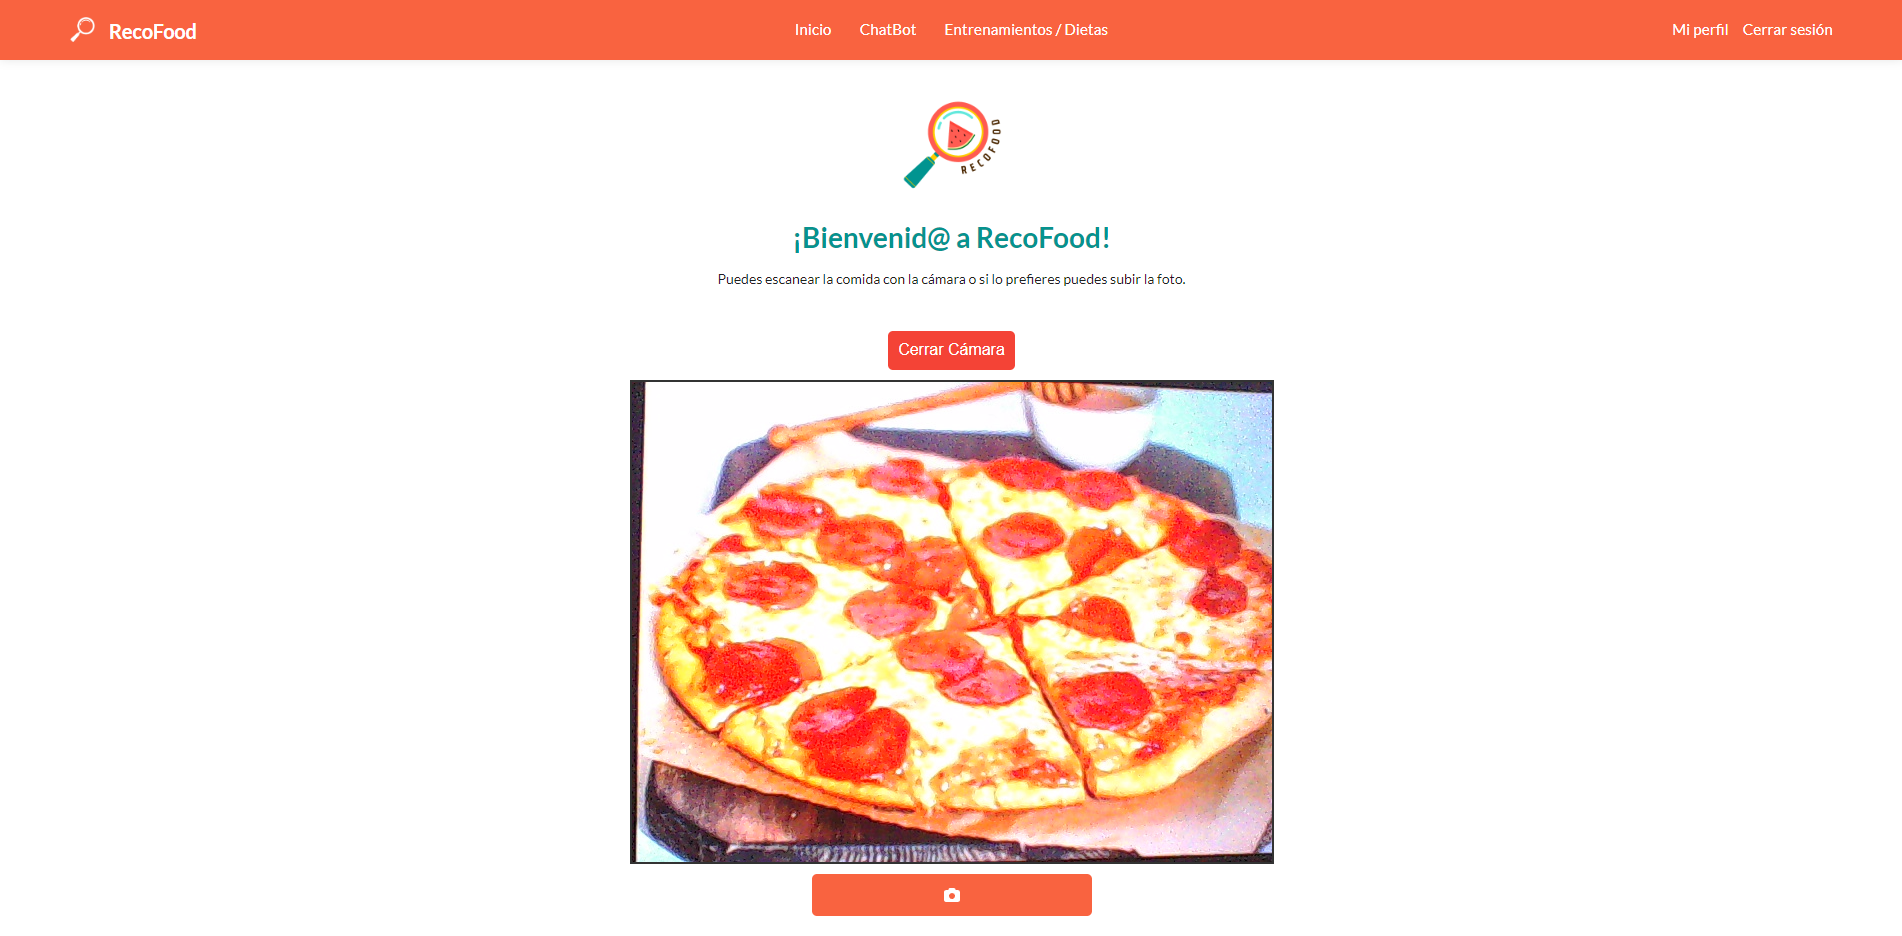 RecoFood
Inicio
ChatBot
Entrenamientos / Dietas
Mi perfil
Cerrar sesión
RECOFOOD
¡Bienvenid@ a RecoFood!
Puedes escanear la comida con la cámara o si lo prefieres puedes subir la foto.
Cerrar Cámara